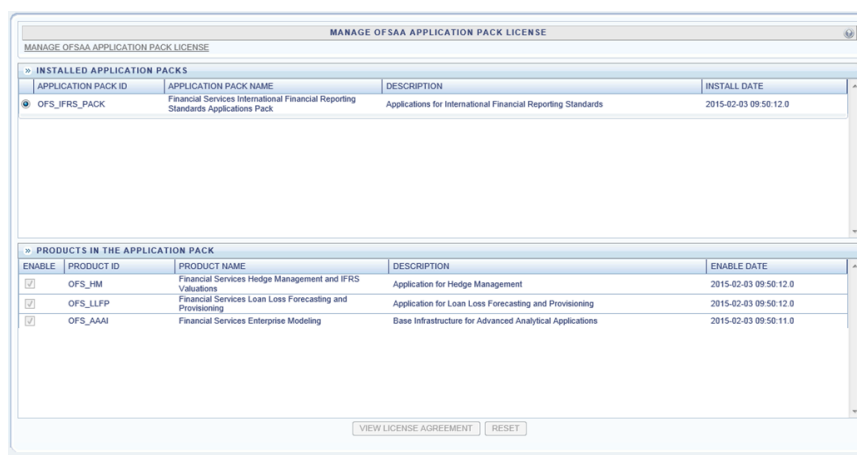 MANAGE OFSAA APPLICATION PACK LICENSE
MANAGE OFSAA APPLICATION PACK LICENSE
» INSTALLED APPLICATION PACKS
APPLICATION PACK ID APPLICATION PACK NAME DESCRIPTION INSTALL DATE
OFS_IFRS_PACK Financial Services International Financial Reporting Applications for International Financial Reporting Standards 2015-02-03 09:50:12.0
Standards Applications Pack
» PRODUCTS IN THE APPLICATION PACK
ENABLE PRODUCT ID PRODUCT NAME DESCRIPTION ENABLE DATE
OFS_HM Financial Services Hedge Management and IFRS Application for Hedge Management 2015-02-03 09:50:12.0
Valuations
OFS_LLFP Financial Services Loan Loss Forecasting and Application for Loan Loss Forecasting and Provisioning 2015-02-03 09:50:12.0
Provisioning
OFS_AAAI Financial Services Enterprise Modeling Base Infrastructure for Advanced Analytical Applications 2015-02-03 09:50:11.0
VIEW LICENSE AGREEMENT RESET